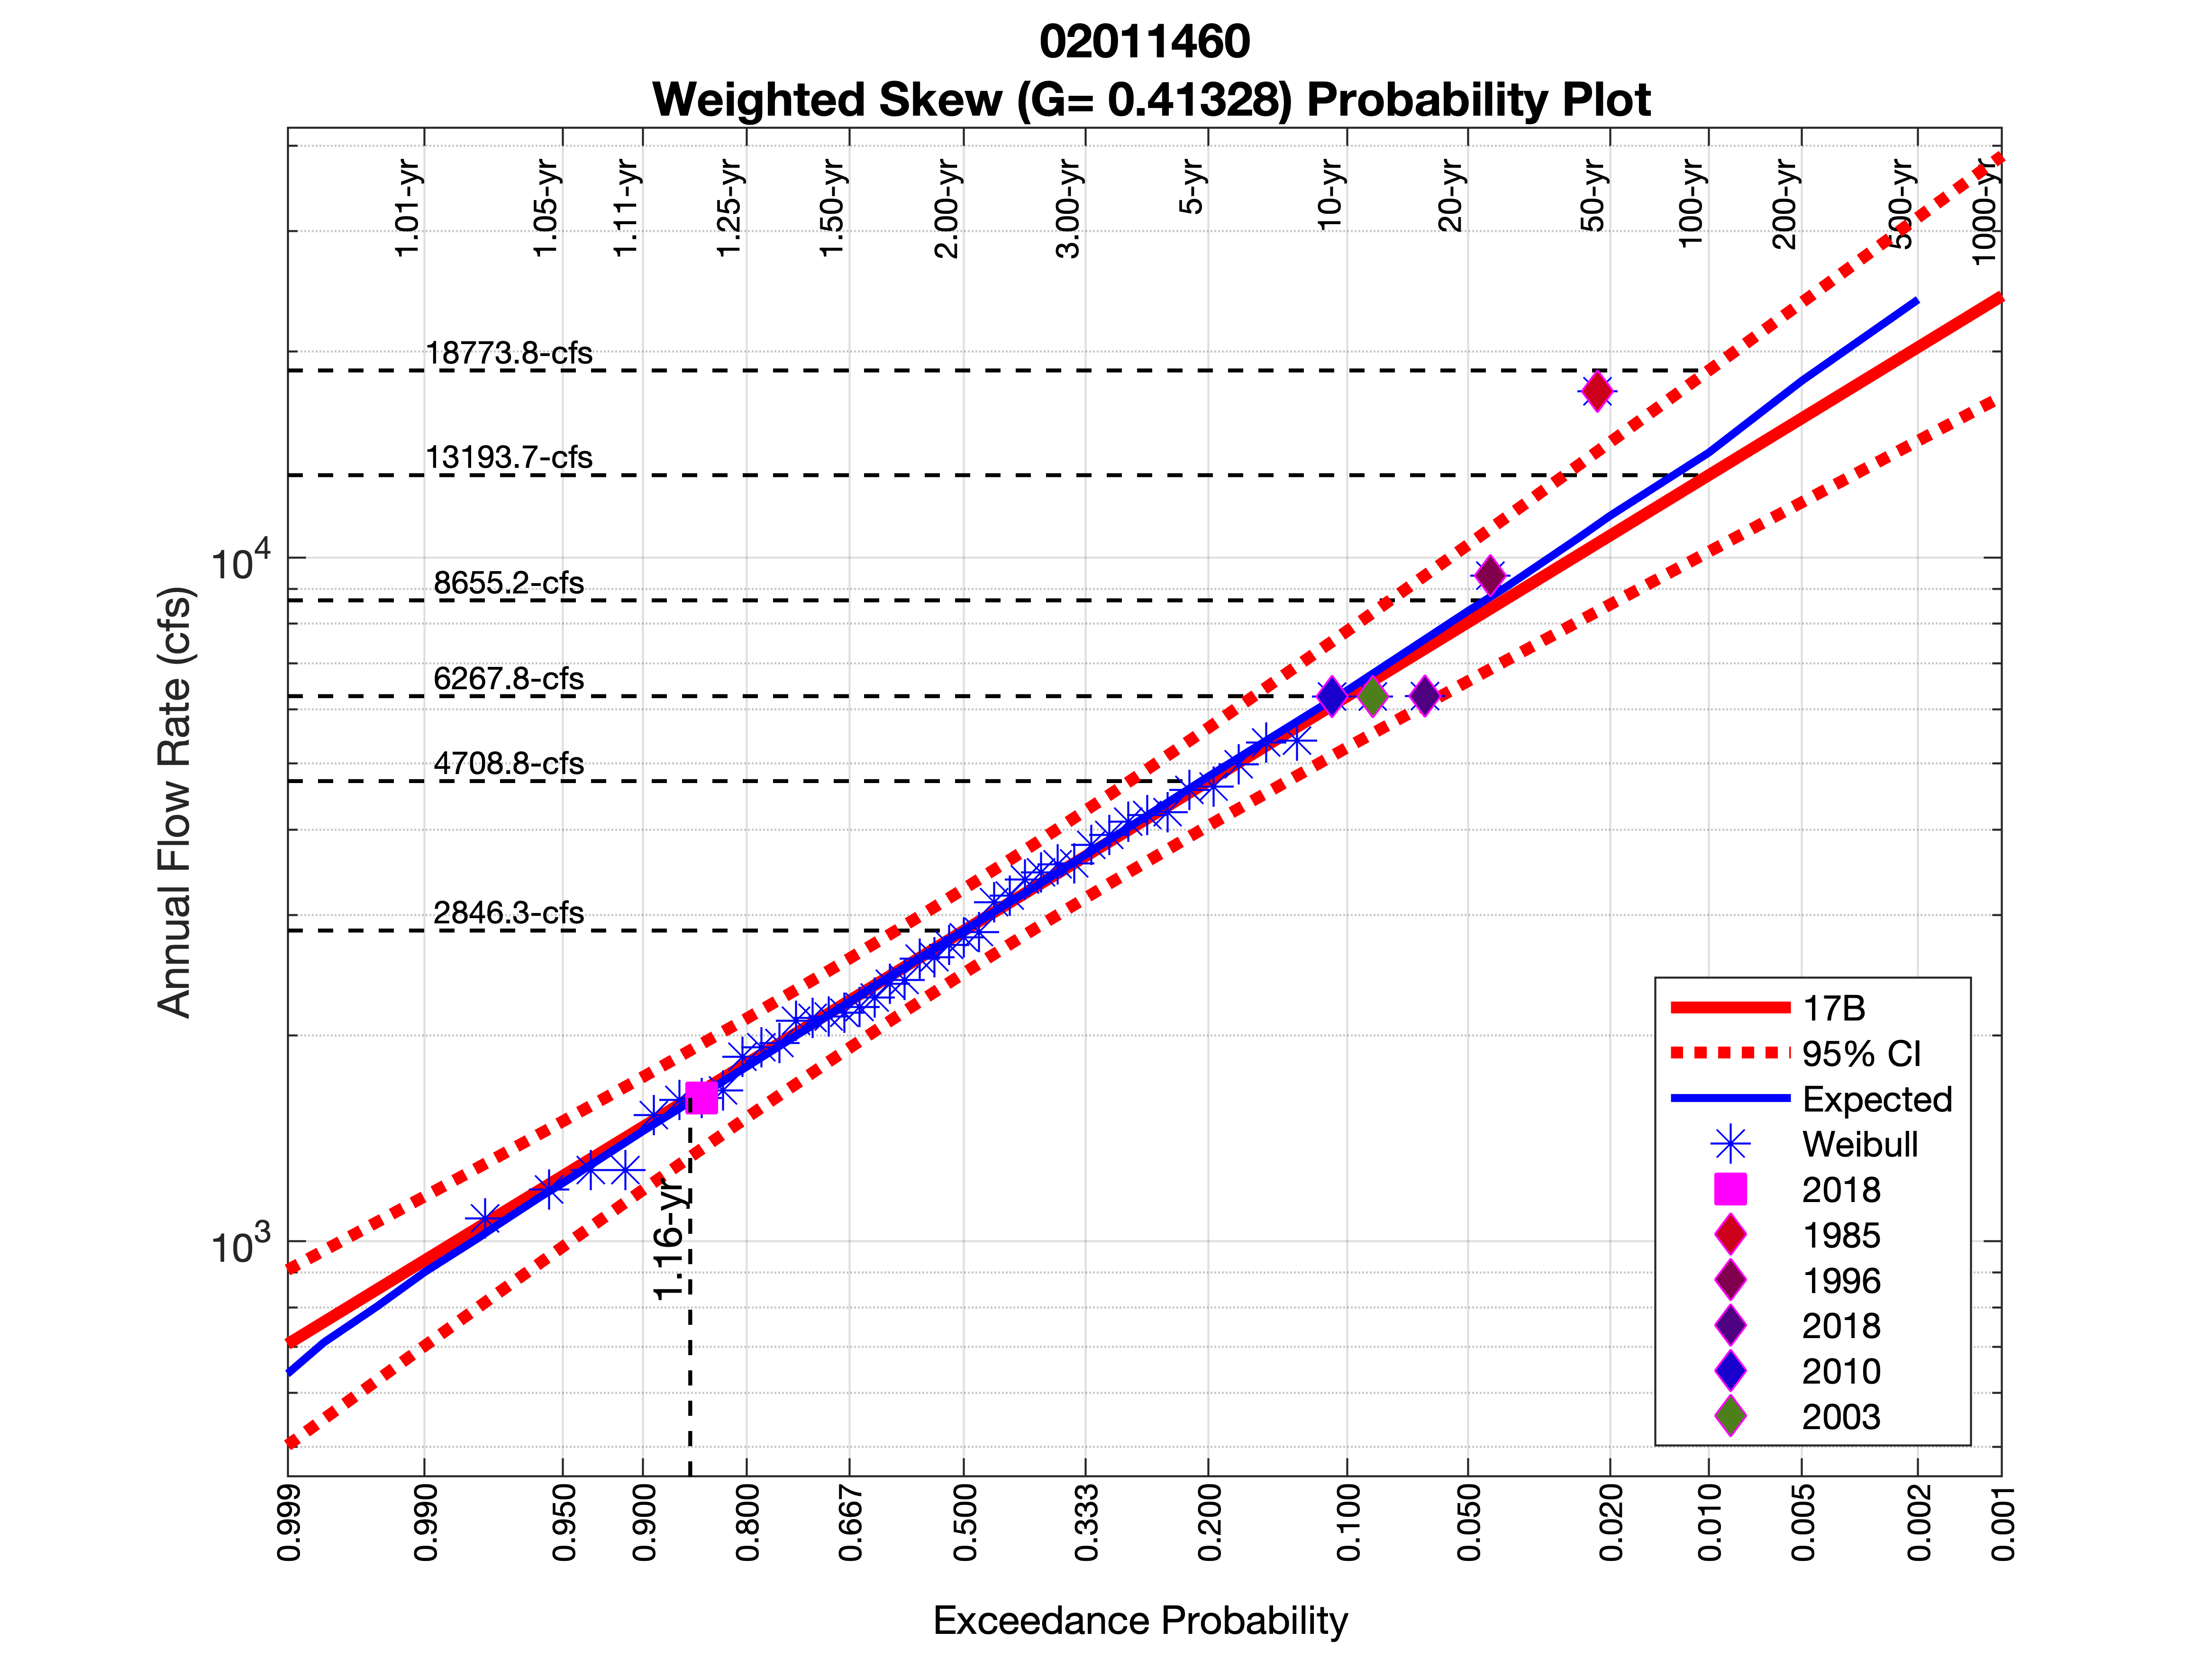 02011460
Weighted Skew (G= 0.41328) Probability Plot
1.01-yr
1.05-yr
1.11-yr
1.25-yr
1.50-yr
2.00-yr
3.00-yr
5-yr
10-yr
20-yr
50-yr
100-yr
200-yr
500-yr
1000-yr
18773.8-cfs
13193.7-cfs
8655.2-cfs
6267.8-cfs
4708.8-cfs
2846.3-cfs
1.16-yr
10⁴
10³
Annual Flow Rate (cfs)
17B
95% CI
Expected
Weibull
2018
1985
1996
2018
2010
2003
0.999
0.990
0.950
0.900
0.800
0.667
0.500
0.333
0.200
0.100
0.050
0.020
0.010
0.005
0.002
0.001
Exceedance Probability